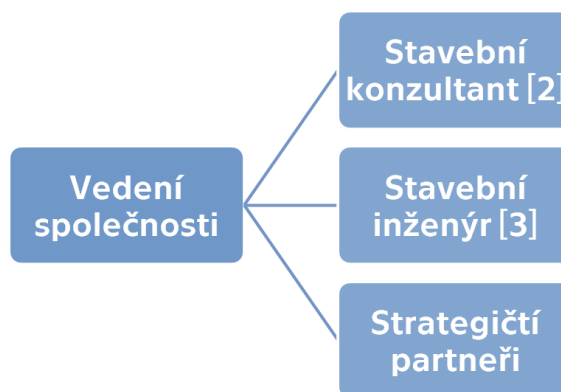 Vedení
společnosti
Stavební
konzultant [2]
Stavební
inženýr [3]
Strategičtí
partneři